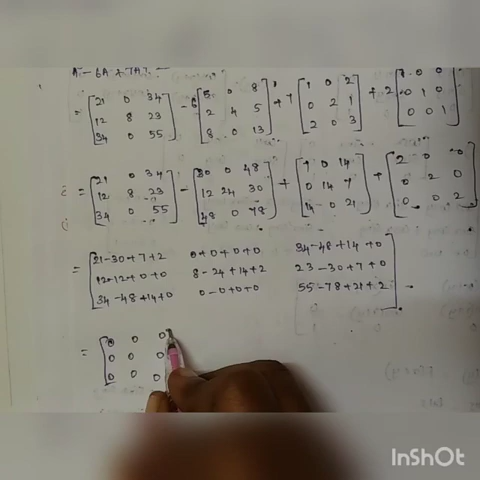 A - 6A + 7A +
= [21 0 34 - 6 [5 0 8 + 7 [1 0 2 + 2 [1 0 0
12 8 23] 2 4 5] 0 2 1] 0 1 0]
34 0 55 8 0 13 2 0 3 0 0 1
= [21 0 34 - [30 0 48 + [7 0 14 + [2 0 0
12 8 23] 12 24 30] 0 14 7] 0 2 0]
34 0 55 48 0 78 14 0 21 0 0 2
= [21-30+7+2 0+0+0+0 34-48+14+0
12-12+0+0 8-24+14+2 23-30+7+0]
34-48+14+0 0-0+0+0 55-78+21+2
= [0 0 0
0 0 0
0 0 0
InShOt